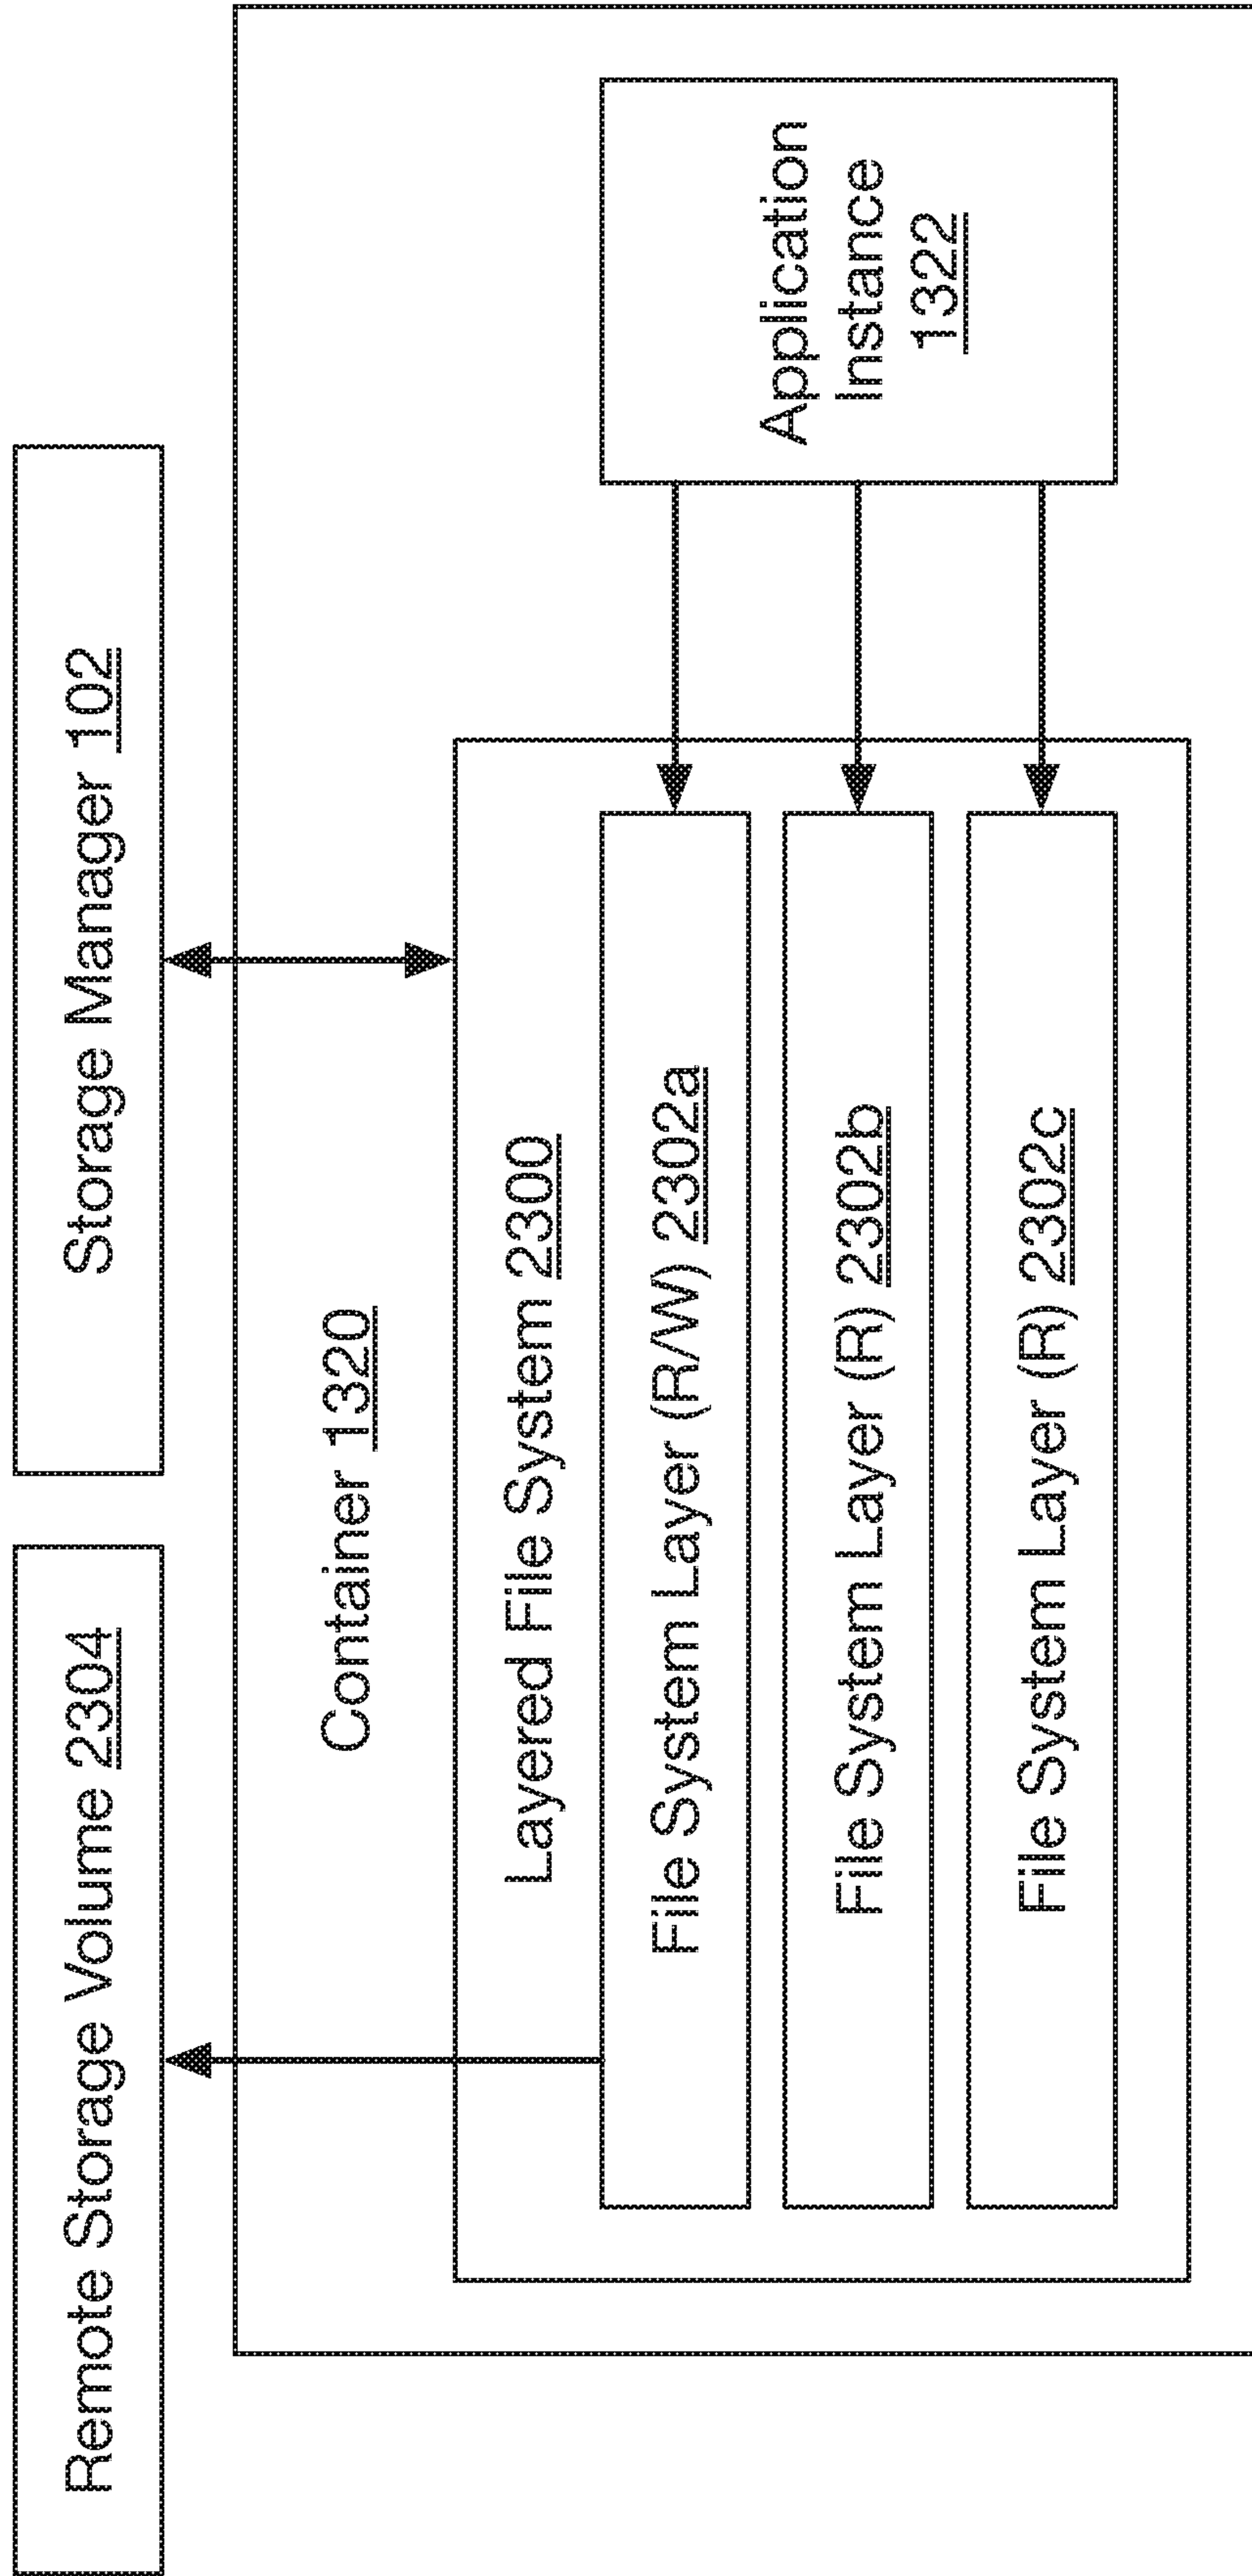 Remote Storage Volume 2304
Storage Manager 102
Container 1320
Layered File System 2300
File System Layer (R/W) 2302a
File System Layer (R) 2302b
File System Layer (R) 2302c
Application
Instance
1322